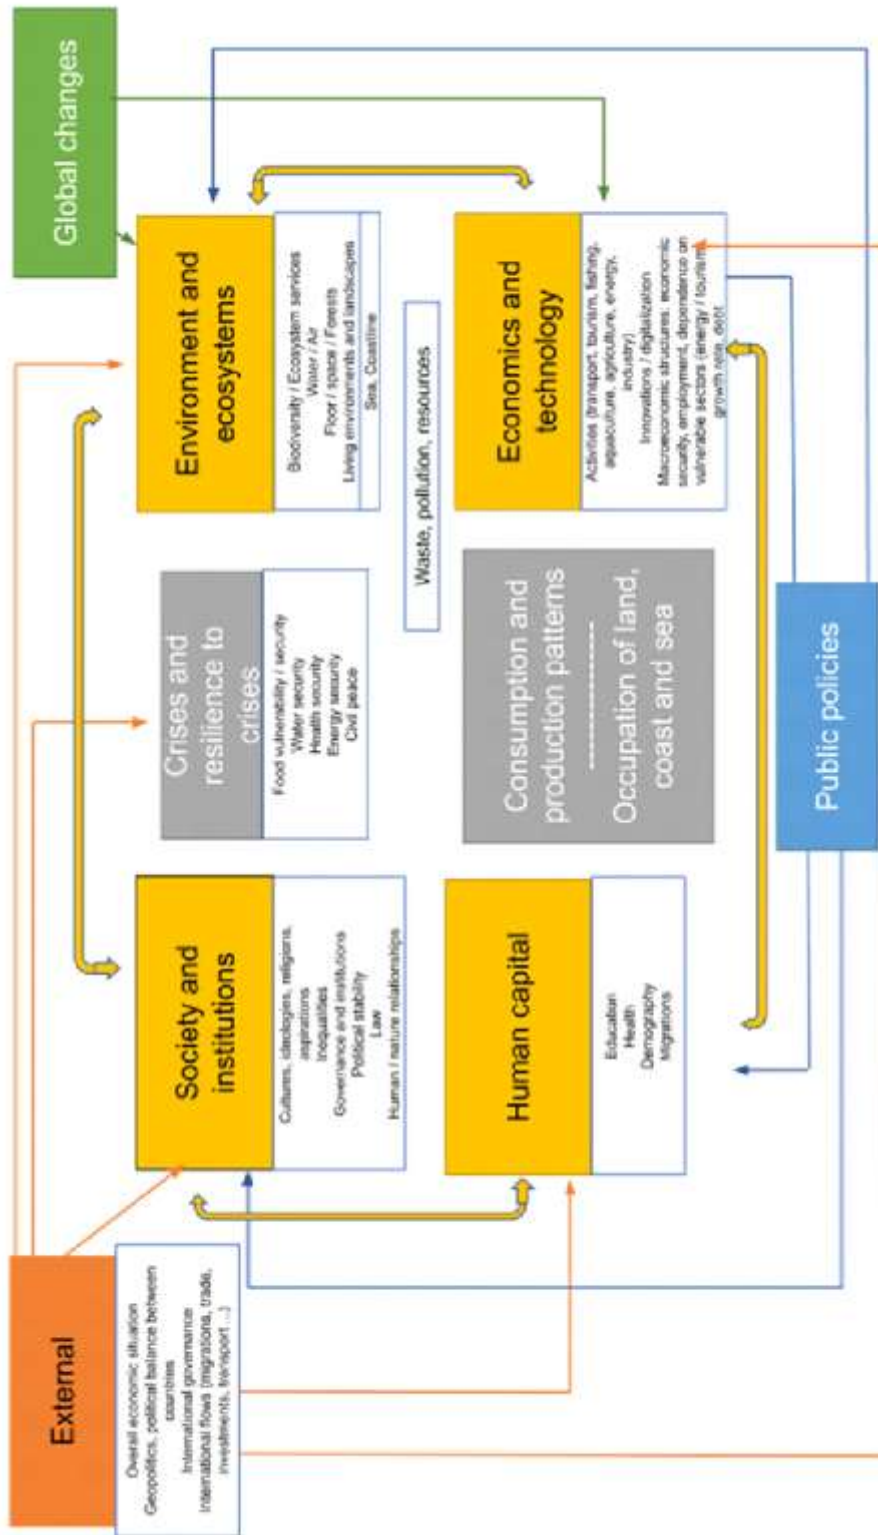 External
Overall economic situation
Geopolitics, political balance between
countries
International governance
International flows (migrations, trade,
investments, transport ...)
Society and
institutions
Cultures, ideologies, religions,
aspirations
Inequalities
Governance and institutions
Political stability
Law
Human / nature relationships
Crises and
resilience to
crises
Food vulnerability / security
Water security
Health security
Energy security
Civil peace
Environment and
ecosystems
Biodiversity / Ecosystem services
Water / Air
Floor / space / Forests
Living environments and landscapes
Sea, Coastline
Global changes
Waste, pollution, resources
Human capital
Education
Health
Demography
Migrations
Consumption and
production patterns
Occupation of land,
coast and sea
Economics and
technology
Activities (transport, tourism, fishing,
aquaculture, agriculture, energy,
industry)
Innovations / digitalization
Macroeconomic structures: economic
security, employment, dependence on
vulnerable sectors (energy / tourism),
growth rate, debt
Public policies